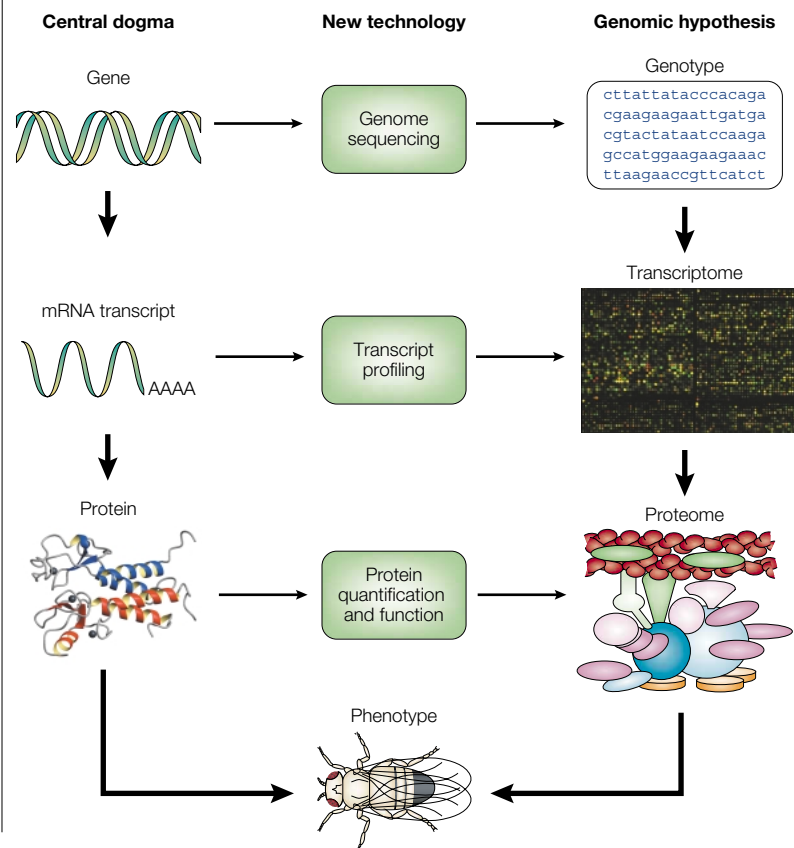 Central dogma
New technology
Genomic hypothesis
Gene
Genome
sequencing
Genotype
cttattatacccacaga
cgaagaagaattgatga
cgtactataatccaaga
gccatggaagaagaaac
ttaagaaccgttcatct
mRNA transcript
AAAA
Transcript
profiling
Transcriptome
Protein
Protein
quantification
and function
Proteome
Phenotype